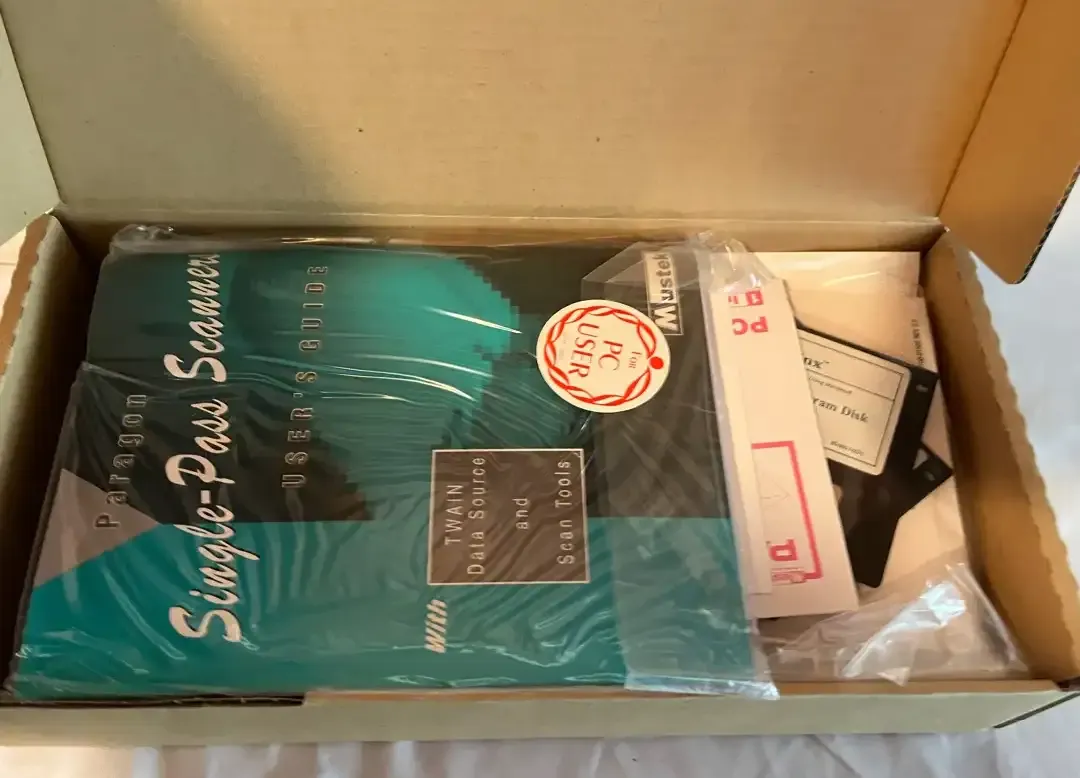 Paragon
Single-Pass Scanner
USER'S GUIDE
With
TWAIN
Data Source
and
Scan Tools
FOR
PC
USER
Mustek
PC
ram Disk